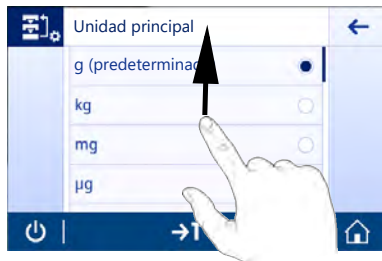 Unidad principal
g (predeterminad
kg
mg
µg
→T